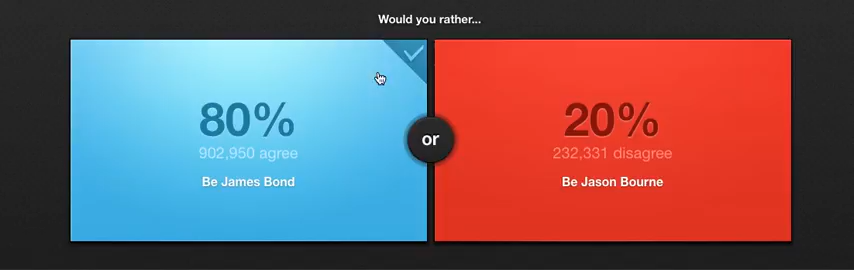 Would you rather...
80%
902,950 agree
Be James Bond
or
20%
232,331 disagree
Be Jason Bourne